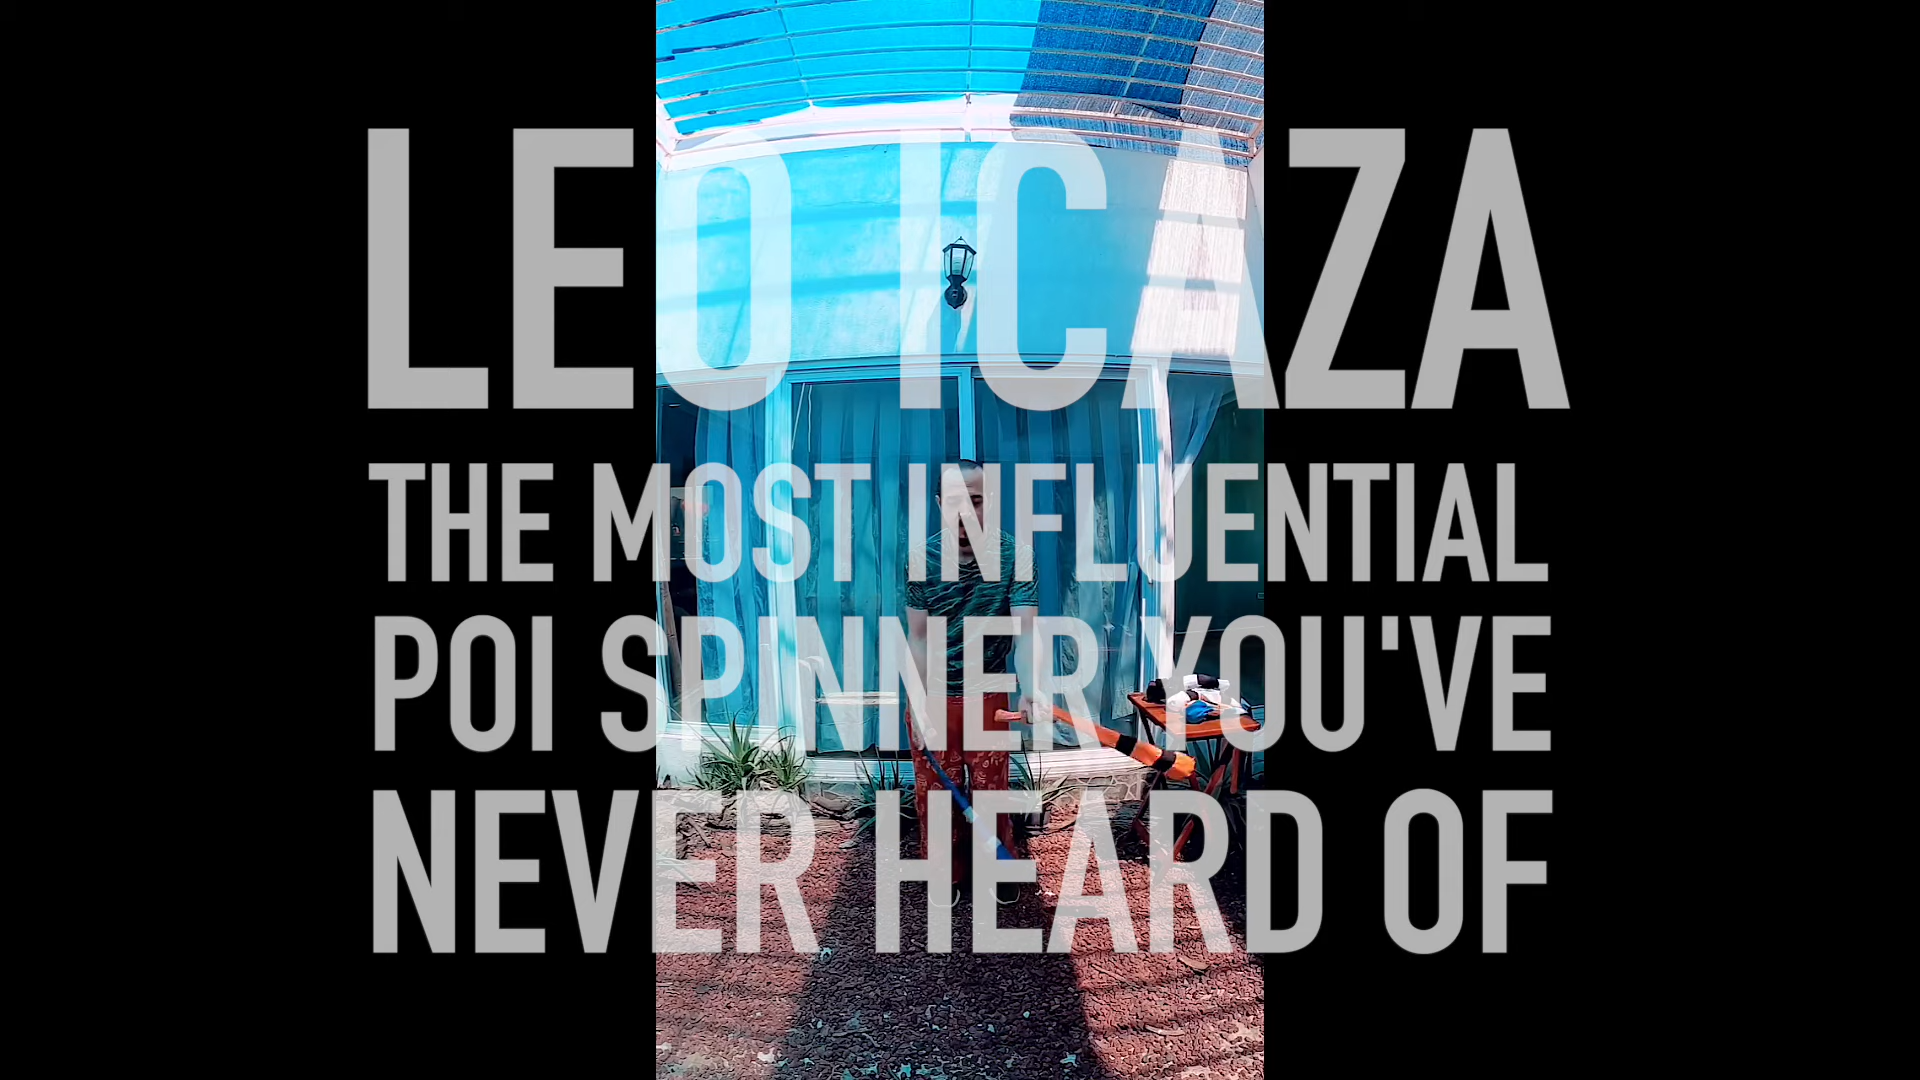 LEO ICAZA
THE MOST INFLUENTIAL
POI SPINNER YOU'VE
NEVER HEARD OF